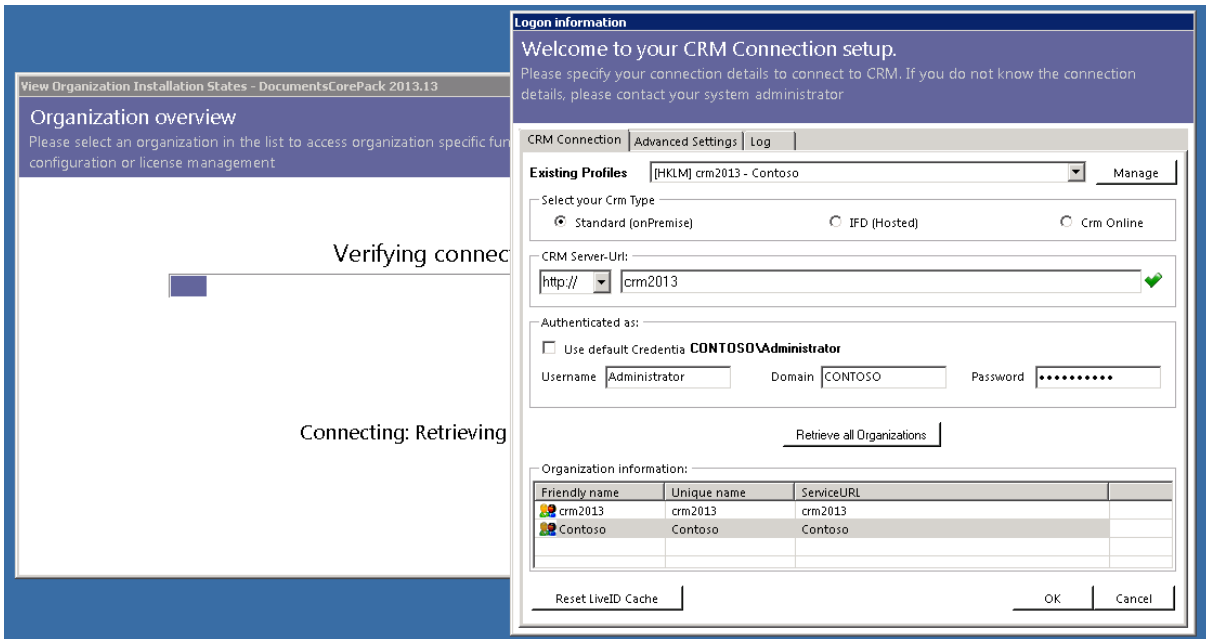 View Organization Installation States - DocumentsCorePack 2013.13
Organization overview
Please select an organization in the list to access organization specific fun
configuration or license management
Verifying connec
Connecting: Retrieving
Logon information
Welcome to your CRM Connection setup.
Please specify your connection details to connect to CRM. If you do not know the connection
details, please contact your system administrator
CRM Connection Advanced Settings Log
Existing Profiles [HKLM] crm2013 - Contoso Manage
Select your Crm Type
Standard (onPremise) IFD (Hosted) Crm Online
CRM Server-Url:
http:// crm2013
Authenticated as:
Use default Credentia CONTOSO\Administrator
Username Administrator Domain CONTOSO Password ••••••••••
Retrieve all Organizations
Organization information:
Friendly name Unique name ServiceURL
crm2013 crm2013 crm2013
Contoso Contoso Contoso
Reset LiveID Cache OK Cancel